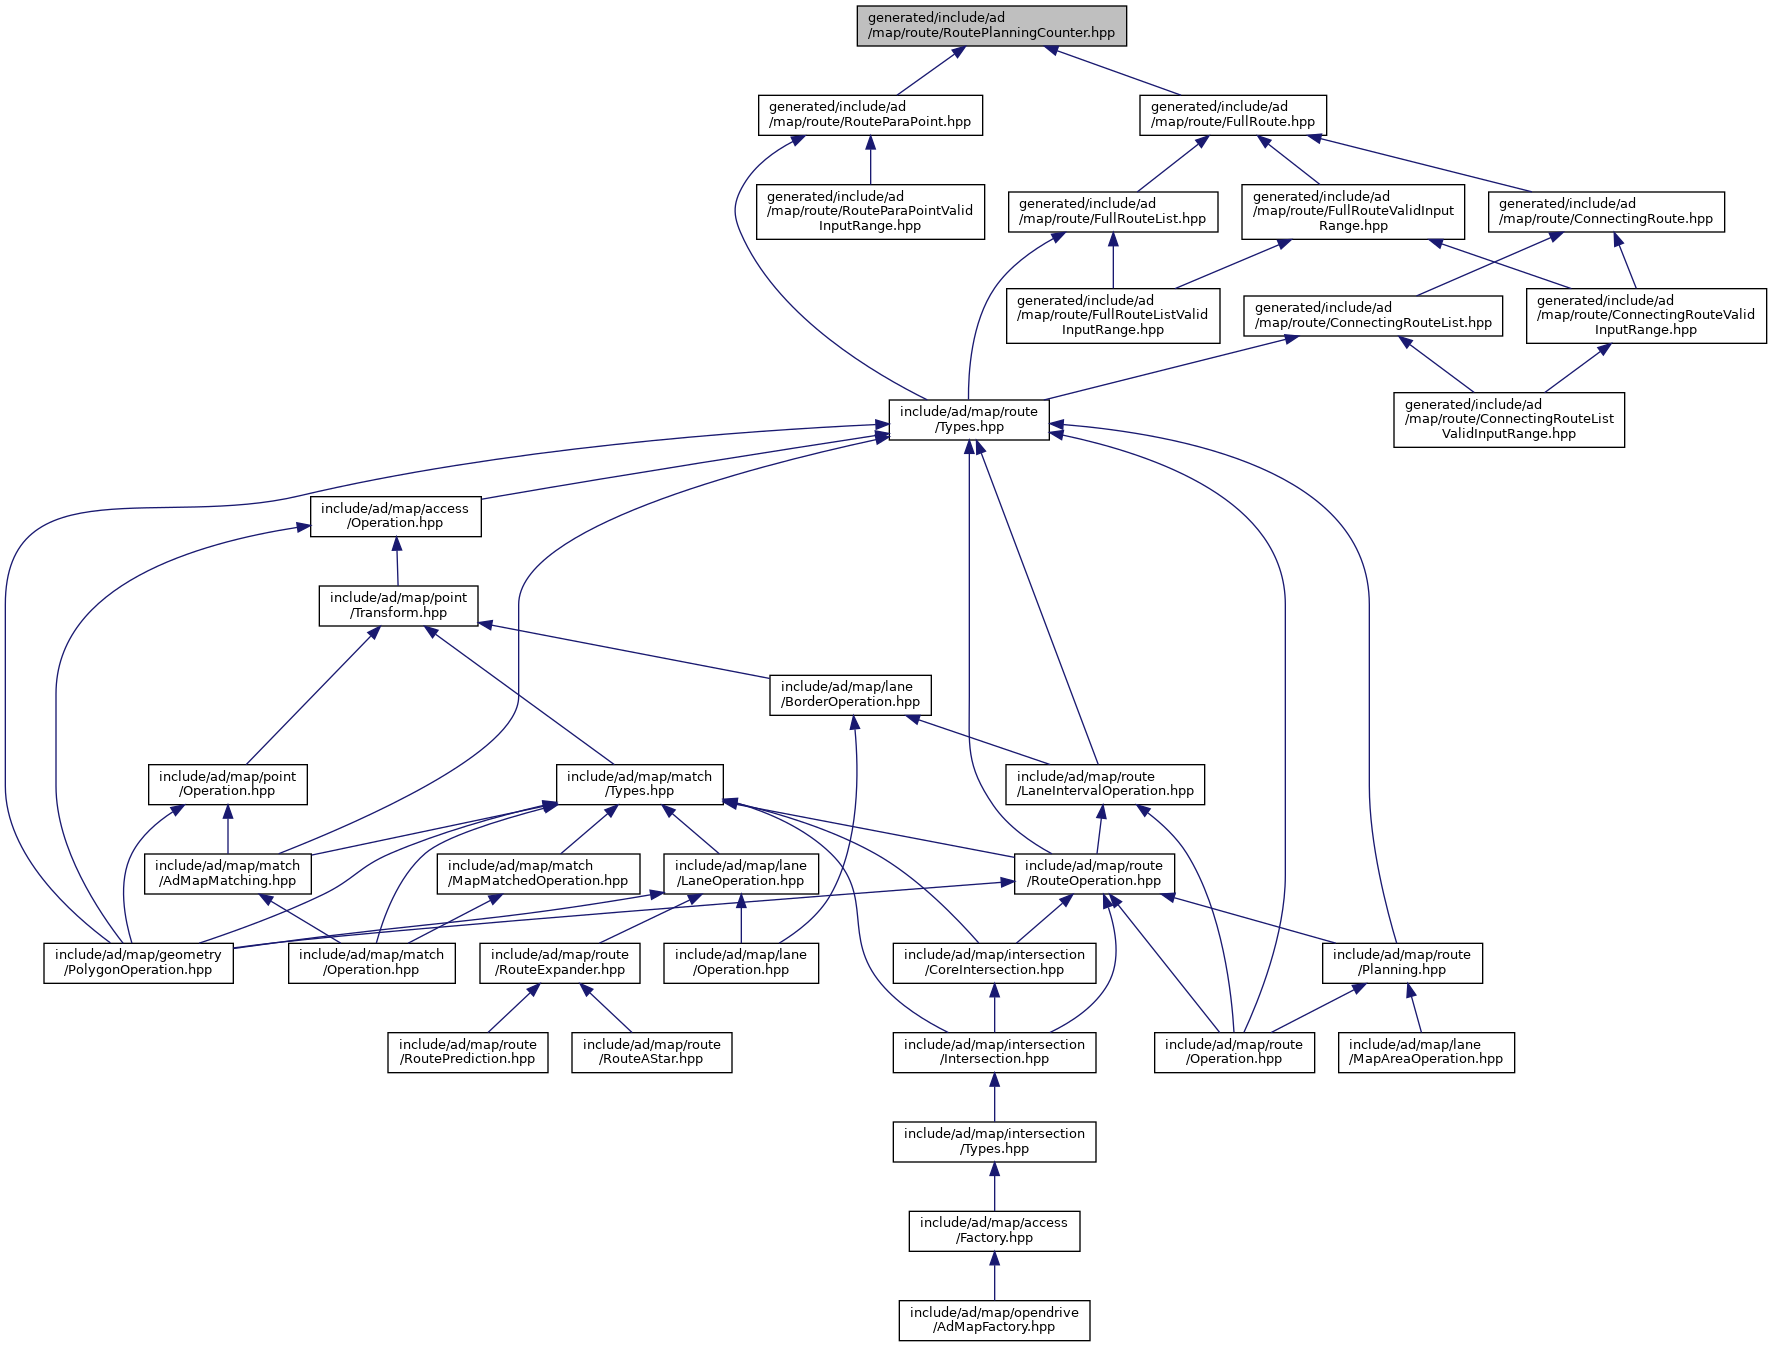 generated/include/ad
/map/route/RoutePlanningCounter.hpp
generated/include/ad
/map/route/RouteParaPoint.hpp
generated/include/ad
/map/route/FullRoute.hpp
generated/include/ad
/map/route/RouteParaPointValid
InputRange.hpp
generated/include/ad
/map/route/FullRouteList.hpp
generated/include/ad
/map/route/FullRouteValidInput
Range.hpp
generated/include/ad
/map/route/ConnectingRoute.hpp
generated/include/ad
/map/route/FullRouteListValid
InputRange.hpp
generated/include/ad
/map/route/ConnectingRouteList.hpp
generated/include/ad
/map/route/ConnectingRouteValid
InputRange.hpp
include/ad/map/route
/Types.hpp
generated/include/ad
/map/route/ConnectingRouteList
ValidInputRange.hpp
include/ad/map/access
/Operation.hpp
include/ad/map/point
/Transform.hpp
include/ad/map/lane
/BorderOperation.hpp
include/ad/map/point
/Operation.hpp
include/ad/map/match
/Types.hpp
include/ad/map/route
/LaneIntervalOperation.hpp
include/ad/map/match
/AdMapMatching.hpp
include/ad/map/match
/MapMatchedOperation.hpp
include/ad/map/lane
/LaneOperation.hpp
include/ad/map/route
/RouteOperation.hpp
include/ad/map/geometry
/PolygonOperation.hpp
include/ad/map/match
/Operation.hpp
include/ad/map/route
/RouteExpander.hpp
include/ad/map/lane
/Operation.hpp
include/ad/map/intersection
/CoreIntersection.hpp
include/ad/map/route
/Planning.hpp
include/ad/map/route
/RoutePrediction.hpp
include/ad/map/route
/RouteAStar.hpp
include/ad/map/intersection
/Intersection.hpp
include/ad/map/route
/Operation.hpp
include/ad/map/lane
/MapAreaOperation.hpp
include/ad/map/intersection
/Types.hpp
include/ad/map/access
/Factory.hpp
include/ad/map/opendrive
/AdMapFactory.hpp